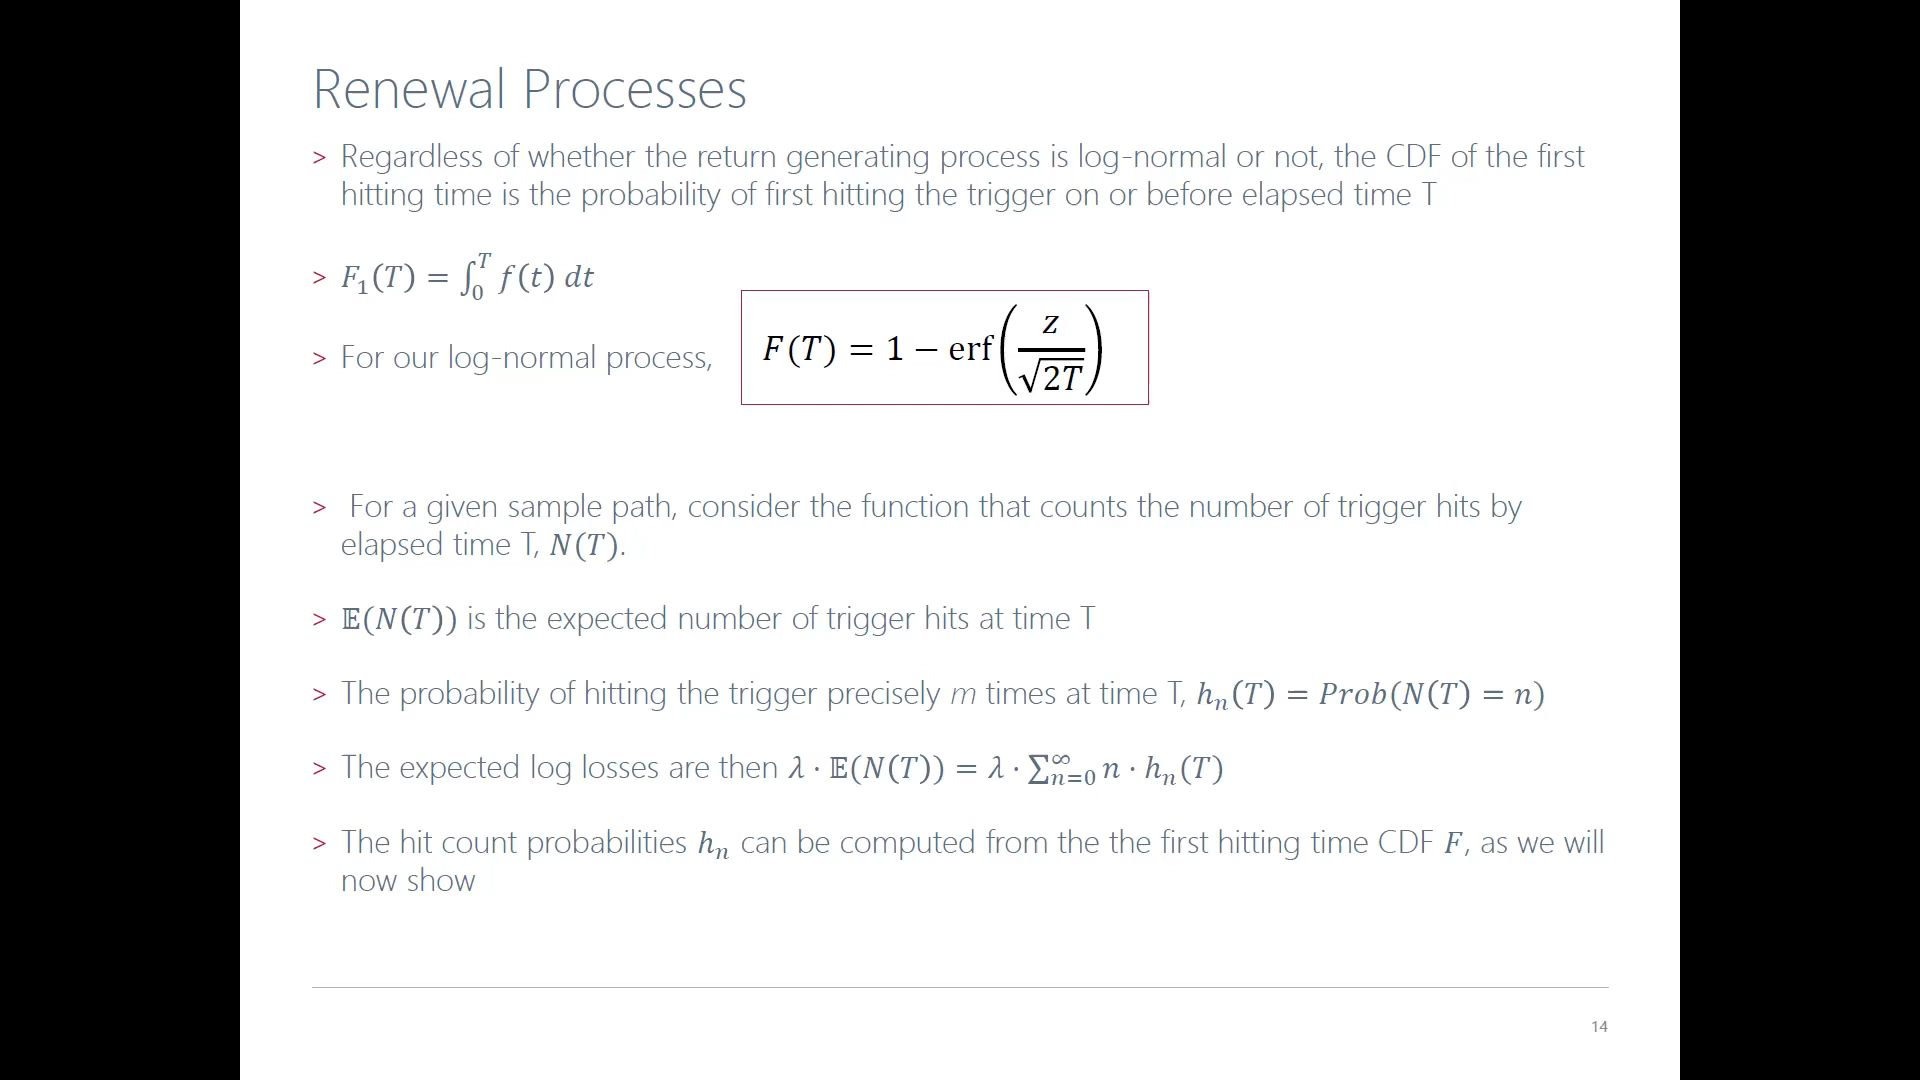 Renewal Processes
> Regardless of whether the return generating process is log-normal or not, the CDF of the first
hitting time is the probability of first hitting the trigger on or before elapsed time T
> F₁(T) = ∫₀ᵀ f(t) dt
> For our log-normal process,
F(T) = 1 − erf(z/√2T)
> For a given sample path, consider the function that counts the number of trigger hits by
elapsed time T, N(T).
> 𝔼(N(T)) is the expected number of trigger hits at time T
> The probability of hitting the trigger precisely m times at time T, hₙ(T) = Prob(N(T) = n)
> The expected log losses are then λ · 𝔼(N(T)) = λ · ∑ₙ₌₀^∞ n · hₙ(T)
> The hit count probabilities hₙ can be computed from the the first hitting time CDF F, as we will
now show
14